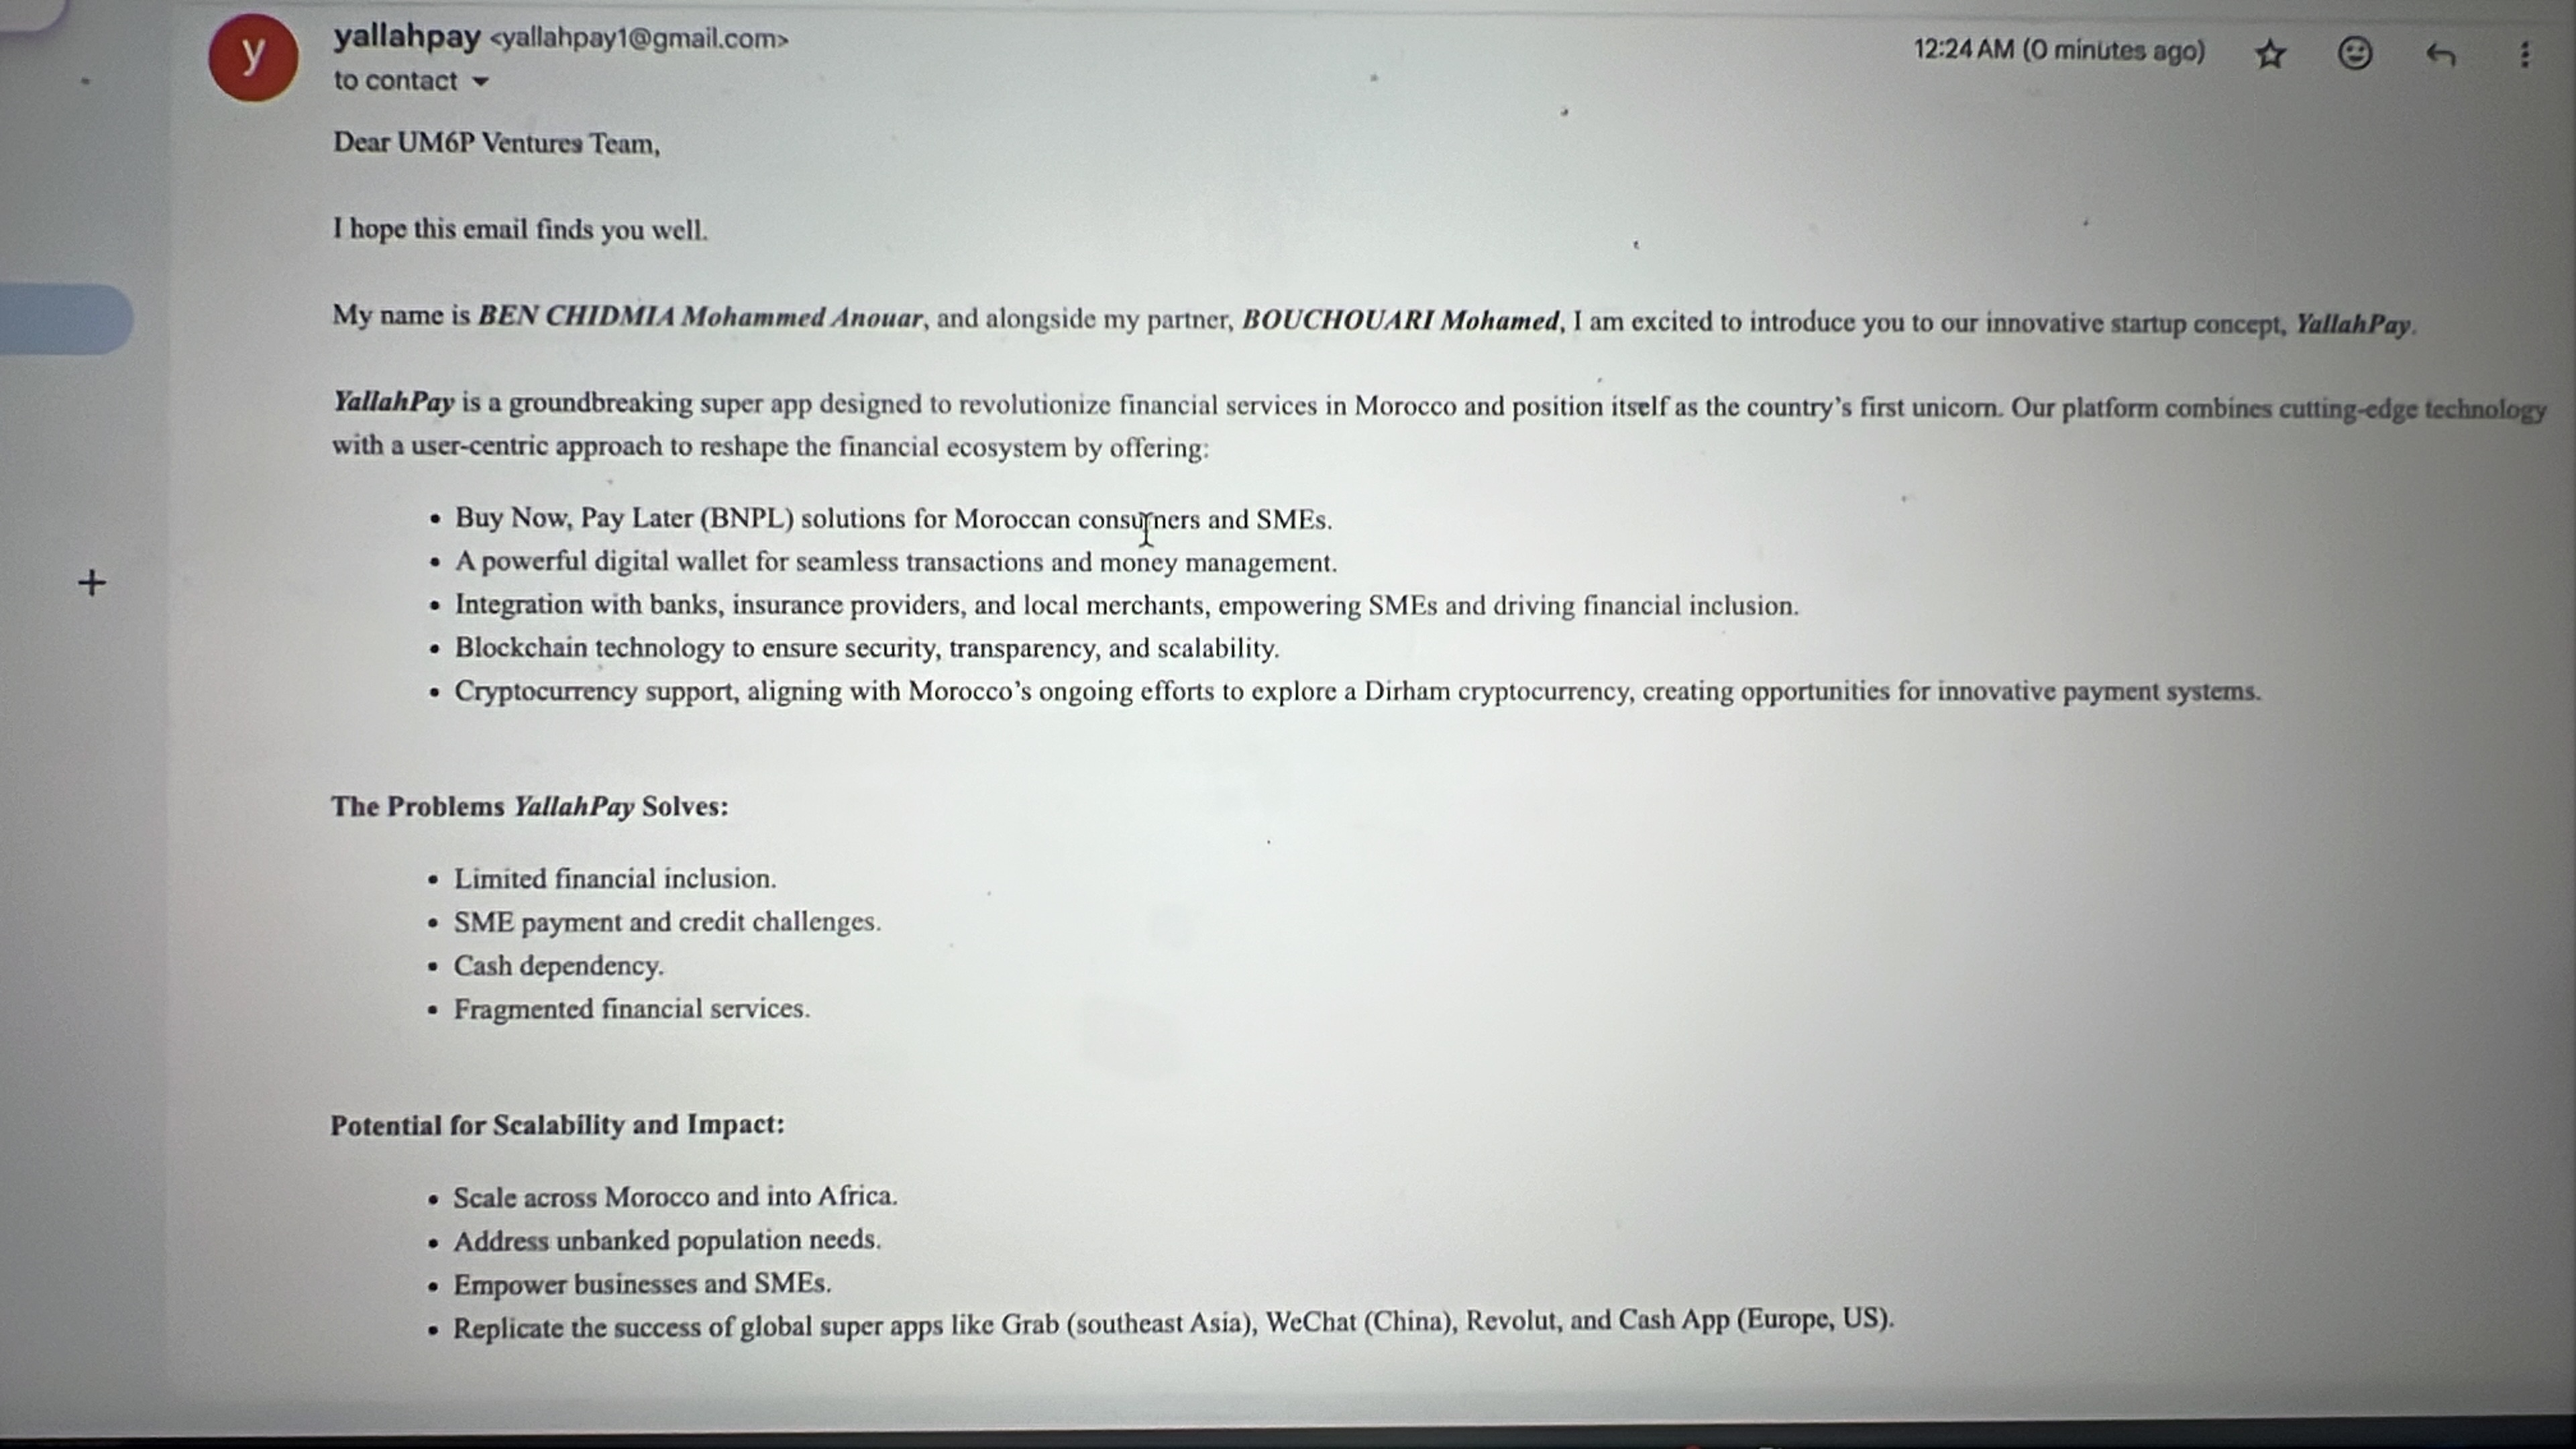 y
yallahpay <yallahpay1@gmail.com>
12:24 AM (0 minutes ago)
to contact
Dear UM6P Ventures Team,
I hope this email finds you well.
My name is BEN CHIDMIA Mohammed Anouar, and alongside my partner, BOUCHOUARI Mohamed, I am excited to introduce you to our innovative startup concept, YallahPay.
YallahPay is a groundbreaking super app designed to revolutionize financial services in Morocco and position itself as the country's first unicorn. Our platform combines cutting-edge technology
with a user-centric approach to reshape the financial ecosystem by offering:
• Buy Now, Pay Later (BNPL) solutions for Moroccan consumers and SMEs.
• A powerful digital wallet for seamless transactions and money management.
• Integration with banks, insurance providers, and local merchants, empowering SMEs and driving financial inclusion.
• Blockchain technology to ensure security, transparency, and scalability.
• Cryptocurrency support, aligning with Morocco's ongoing efforts to explore a Dirham cryptocurrency, creating opportunities for innovative payment systems.
The Problems YallahPay Solves:
• Limited financial inclusion.
• SME payment and credit challenges.
• Cash dependency.
• Fragmented financial services.
Potential for Scalability and Impact:
• Scale across Morocco and into Africa.
• Address unbanked population needs.
• Empower businesses and SMEs.
• Replicate the success of global super apps like Grab (southeast Asia), WeChat (China), Revolut, and Cash App (Europe, US).